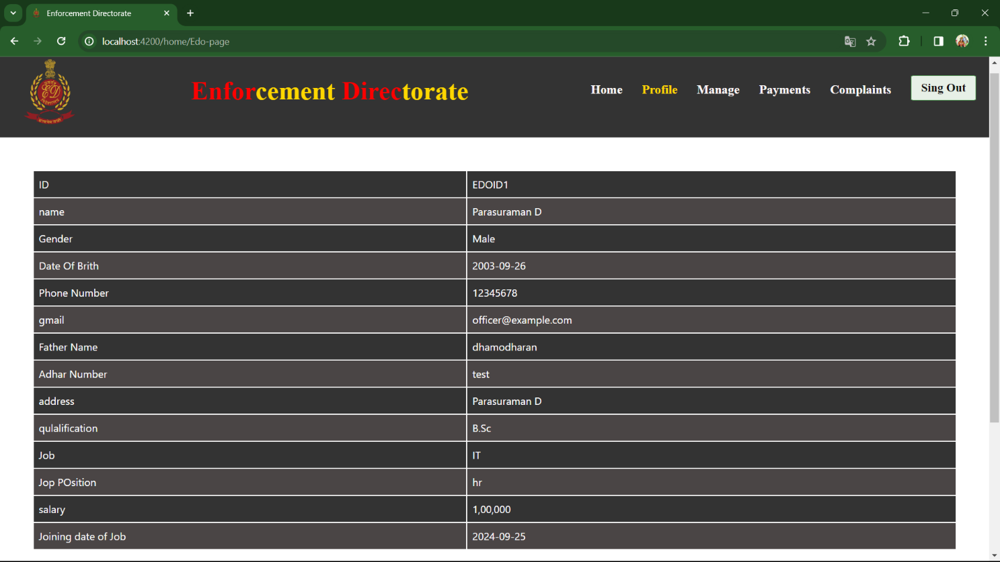 Enforcement Directorate
localhost:4200/home/Edo-page
Enforcement Directorate
Home Profile Manage Payments Complaints Sing Out
ID EDOID1
name Parasuraman D
Gender Male
Date Of Brith 2003-09-26
Phone Number 12345678
gmail officer@example.com
Father Name dhamodharan
Adhar Number test
address Parasuraman D
qulalification B.Sc
Job IT
Jop POsition hr
salary 1,00,000
Joining date of Job 2024-09-25